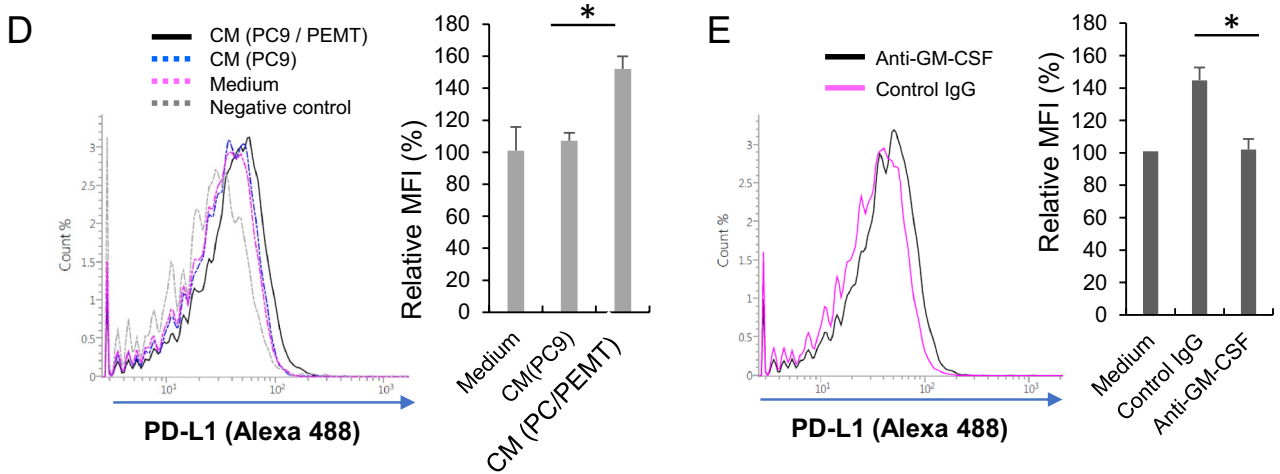 D
CM (PC9 / PEMT)
CM (PC9)
Medium
Negative control
Count %
3
2.5
2
1.5
1
0.5
0
10¹
10²
10³
PD-L1 (Alexa 488)
*
Relative MFI (%)
180
160
140
120
100
80
60
40
20
0
Medium
CM(PC9)
CM (PC/PEMT)
E
Anti-GM-CSF
Control IgG
Count %
3
2.5
2
1.5
1
0.5
0
10¹
10²
10³
PD-L1 (Alexa 488)
*
Relative MFI (%)
180
160
140
120
100
80
60
40
20
0
Medium
Control IgG
Anti-GM-CSF